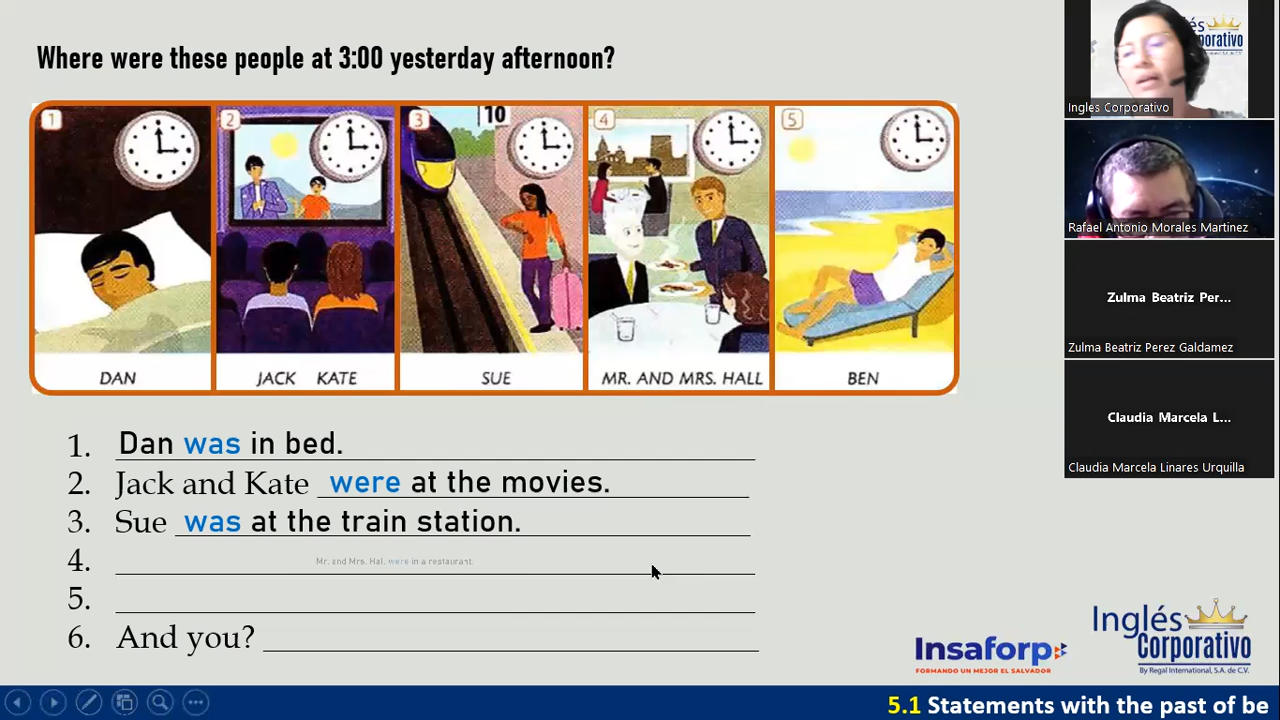 Where were these people at 3:00 yesterday afternoon?
1
2
3
10
4
5
DAN
JACK KATE
SUE
MR. AND MRS. HALL
BEN
1. Dan was in bed.
2. Jack and Kate were at the movies.
3. Sue was at the train station.
4. Mr. and Mrs. Hal. were in a restaurant.
5.
6. And you?
Insaforp
FORMANDO UN MEJOR EL SALVADOR
Inglés
Corporativo
By Regal International, S.A. de C.V.
5.1 Statements with the past of be
Ingles Corporativo
Rafael Antonio Morales Martinez
Zulma Beatriz Per...
Zulma Beatriz Perez Galdamez
Claudia Marcela L...
Claudia Marcela Linares Urquilla